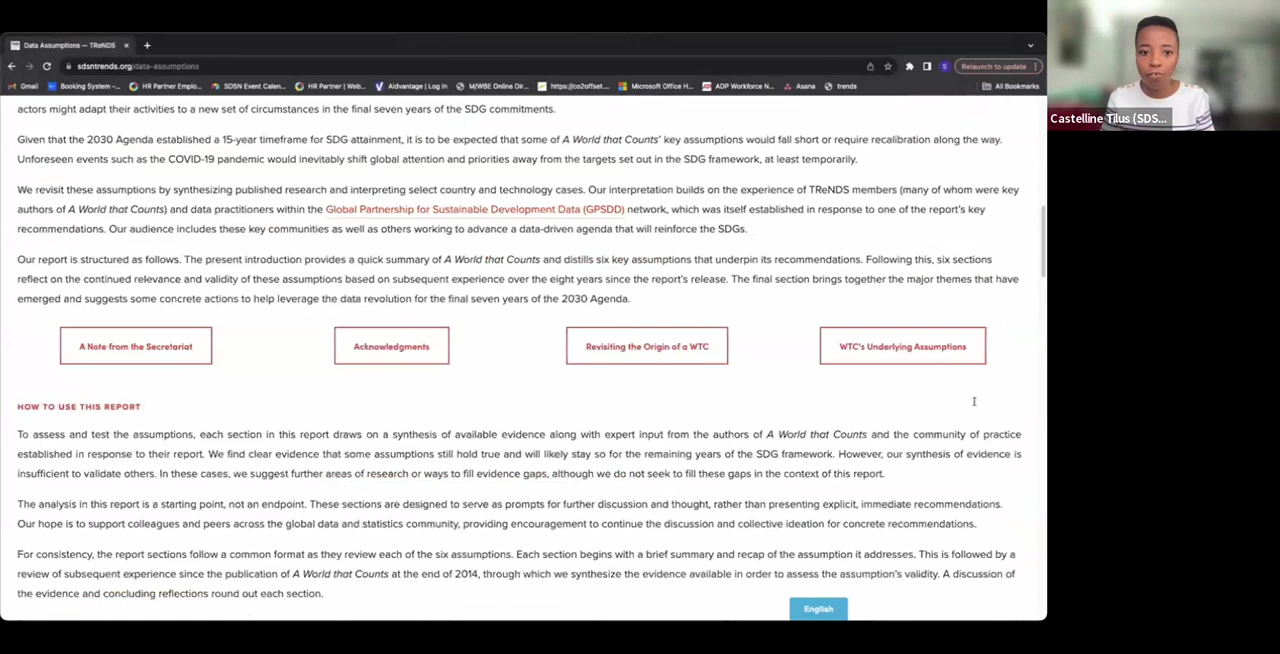 Data Assumptions — TReNDS
sdsntrends.org/data-assumptions
Relaunch to update
Gmail
Booking System -...
HR Partner Emplo...
SDSN Event Calen...
HR Partner | Web...
Aidvantage | Log In
M/WBE Online Dir...
https://co2offset....
Microsoft Office H...
ADP Workforce N...
Asana
trends
All Bookmarks
Castelline Tilus (SDS...
actors might adapt their activities to a new set of circumstances in the final seven years of the SDG commitments.
Given that the 2030 Agenda established a 15-year timeframe for SDG attainment, it is to be expected that some of A World that Counts' key assumptions would fall short or require recalibration along the way.
Unforeseen events such as the COVID-19 pandemic would inevitably shift global attention and priorities away from the targets set out in the SDG framework, at least temporarily.
We revisit these assumptions by synthesizing published research and interpreting select country and technology cases. Our interpretation builds on the experience of TReNDS members (many of whom were key
authors of A World that Counts) and data practitioners within the Global Partnership for Sustainable Development Data (GPSDD) network, which was itself established in response to one of the report's key
recommendations. Our audience includes these key communities as well as others working to advance a data-driven agenda that will reinforce the SDGs.
Our report is structured as follows. The present introduction provides a quick summary of A World that Counts and distills six key assumptions that underpin its recommendations. Following this, six sections
reflect on the continued relevance and validity of these assumptions based on subsequent experience over the eight years since the report's release. The final section brings together the major themes that have
emerged and suggests some concrete actions to help leverage the data revolution for the final seven years of the 2030 Agenda.
A Note from the Secretariat
Acknowledgments
Revisiting the Origin of a WTC
WTC's Underlying Assumptions
HOW TO USE THIS REPORT
To assess and test the assumptions, each section in this report draws on a synthesis of available evidence along with expert input from the authors of A World that Counts and the community of practice
established in response to their report. We find clear evidence that some assumptions still hold true and will likely stay so for the remaining years of the SDG framework. However, our synthesis of evidence is
insufficient to validate others. In these cases, we suggest further areas of research or ways to fill evidence gaps, although we do not seek to fill these gaps in the context of this report.
The analysis in this report is a starting point, not an endpoint. These sections are designed to serve as prompts for further discussion and thought, rather than presenting explicit, immediate recommendations.
Our hope is to support colleagues and peers across the global data and statistics community, providing encouragement to continue the discussion and collective ideation for concrete recommendations.
For consistency, the report sections follow a common format as they review each of the six assumptions. Each section begins with a brief summary and recap of the assumption it addresses. This is followed by a
review of subsequent experience since the publication of A World that Counts at the end of 2014, through which we synthesize the evidence available in order to assess the assumption's validity. A discussion of
the evidence and concluding reflections round out each section.
English